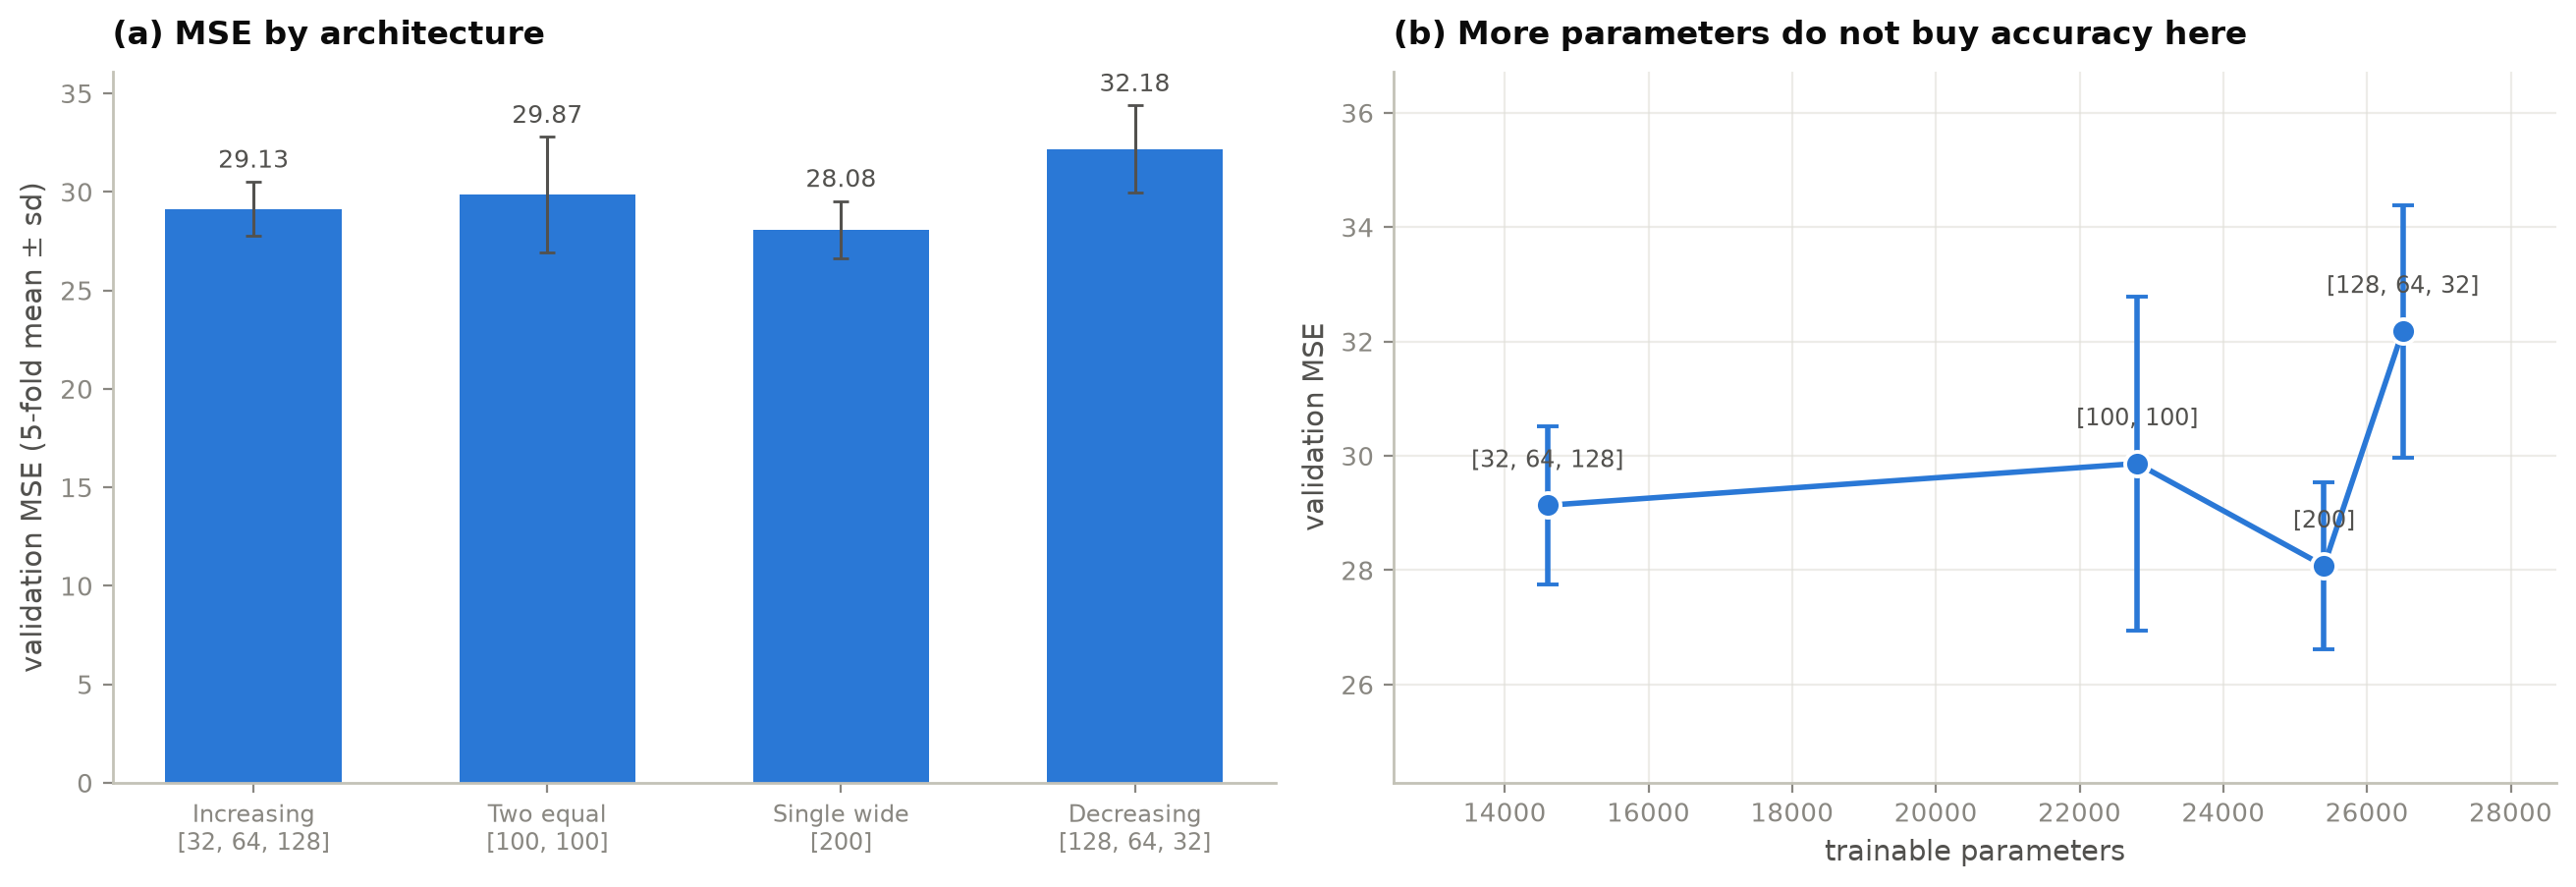 (a) MSE by architecture
validation MSE (5-fold mean ± sd)
35
30
25
20
15
10
5
0
29.13
29.87
28.08
32.18
Increasing
[32, 64, 128]
Two equal
[100, 100]
Single wide
[200]
Decreasing
[128, 64, 32]
(b) More parameters do not buy accuracy here
validation MSE
36
34
32
30
28
26
[32, 64, 128]
[100, 100]
[200]
[128, 64, 32]
14000 16000 18000 20000 22000 24000 26000 28000
trainable parameters